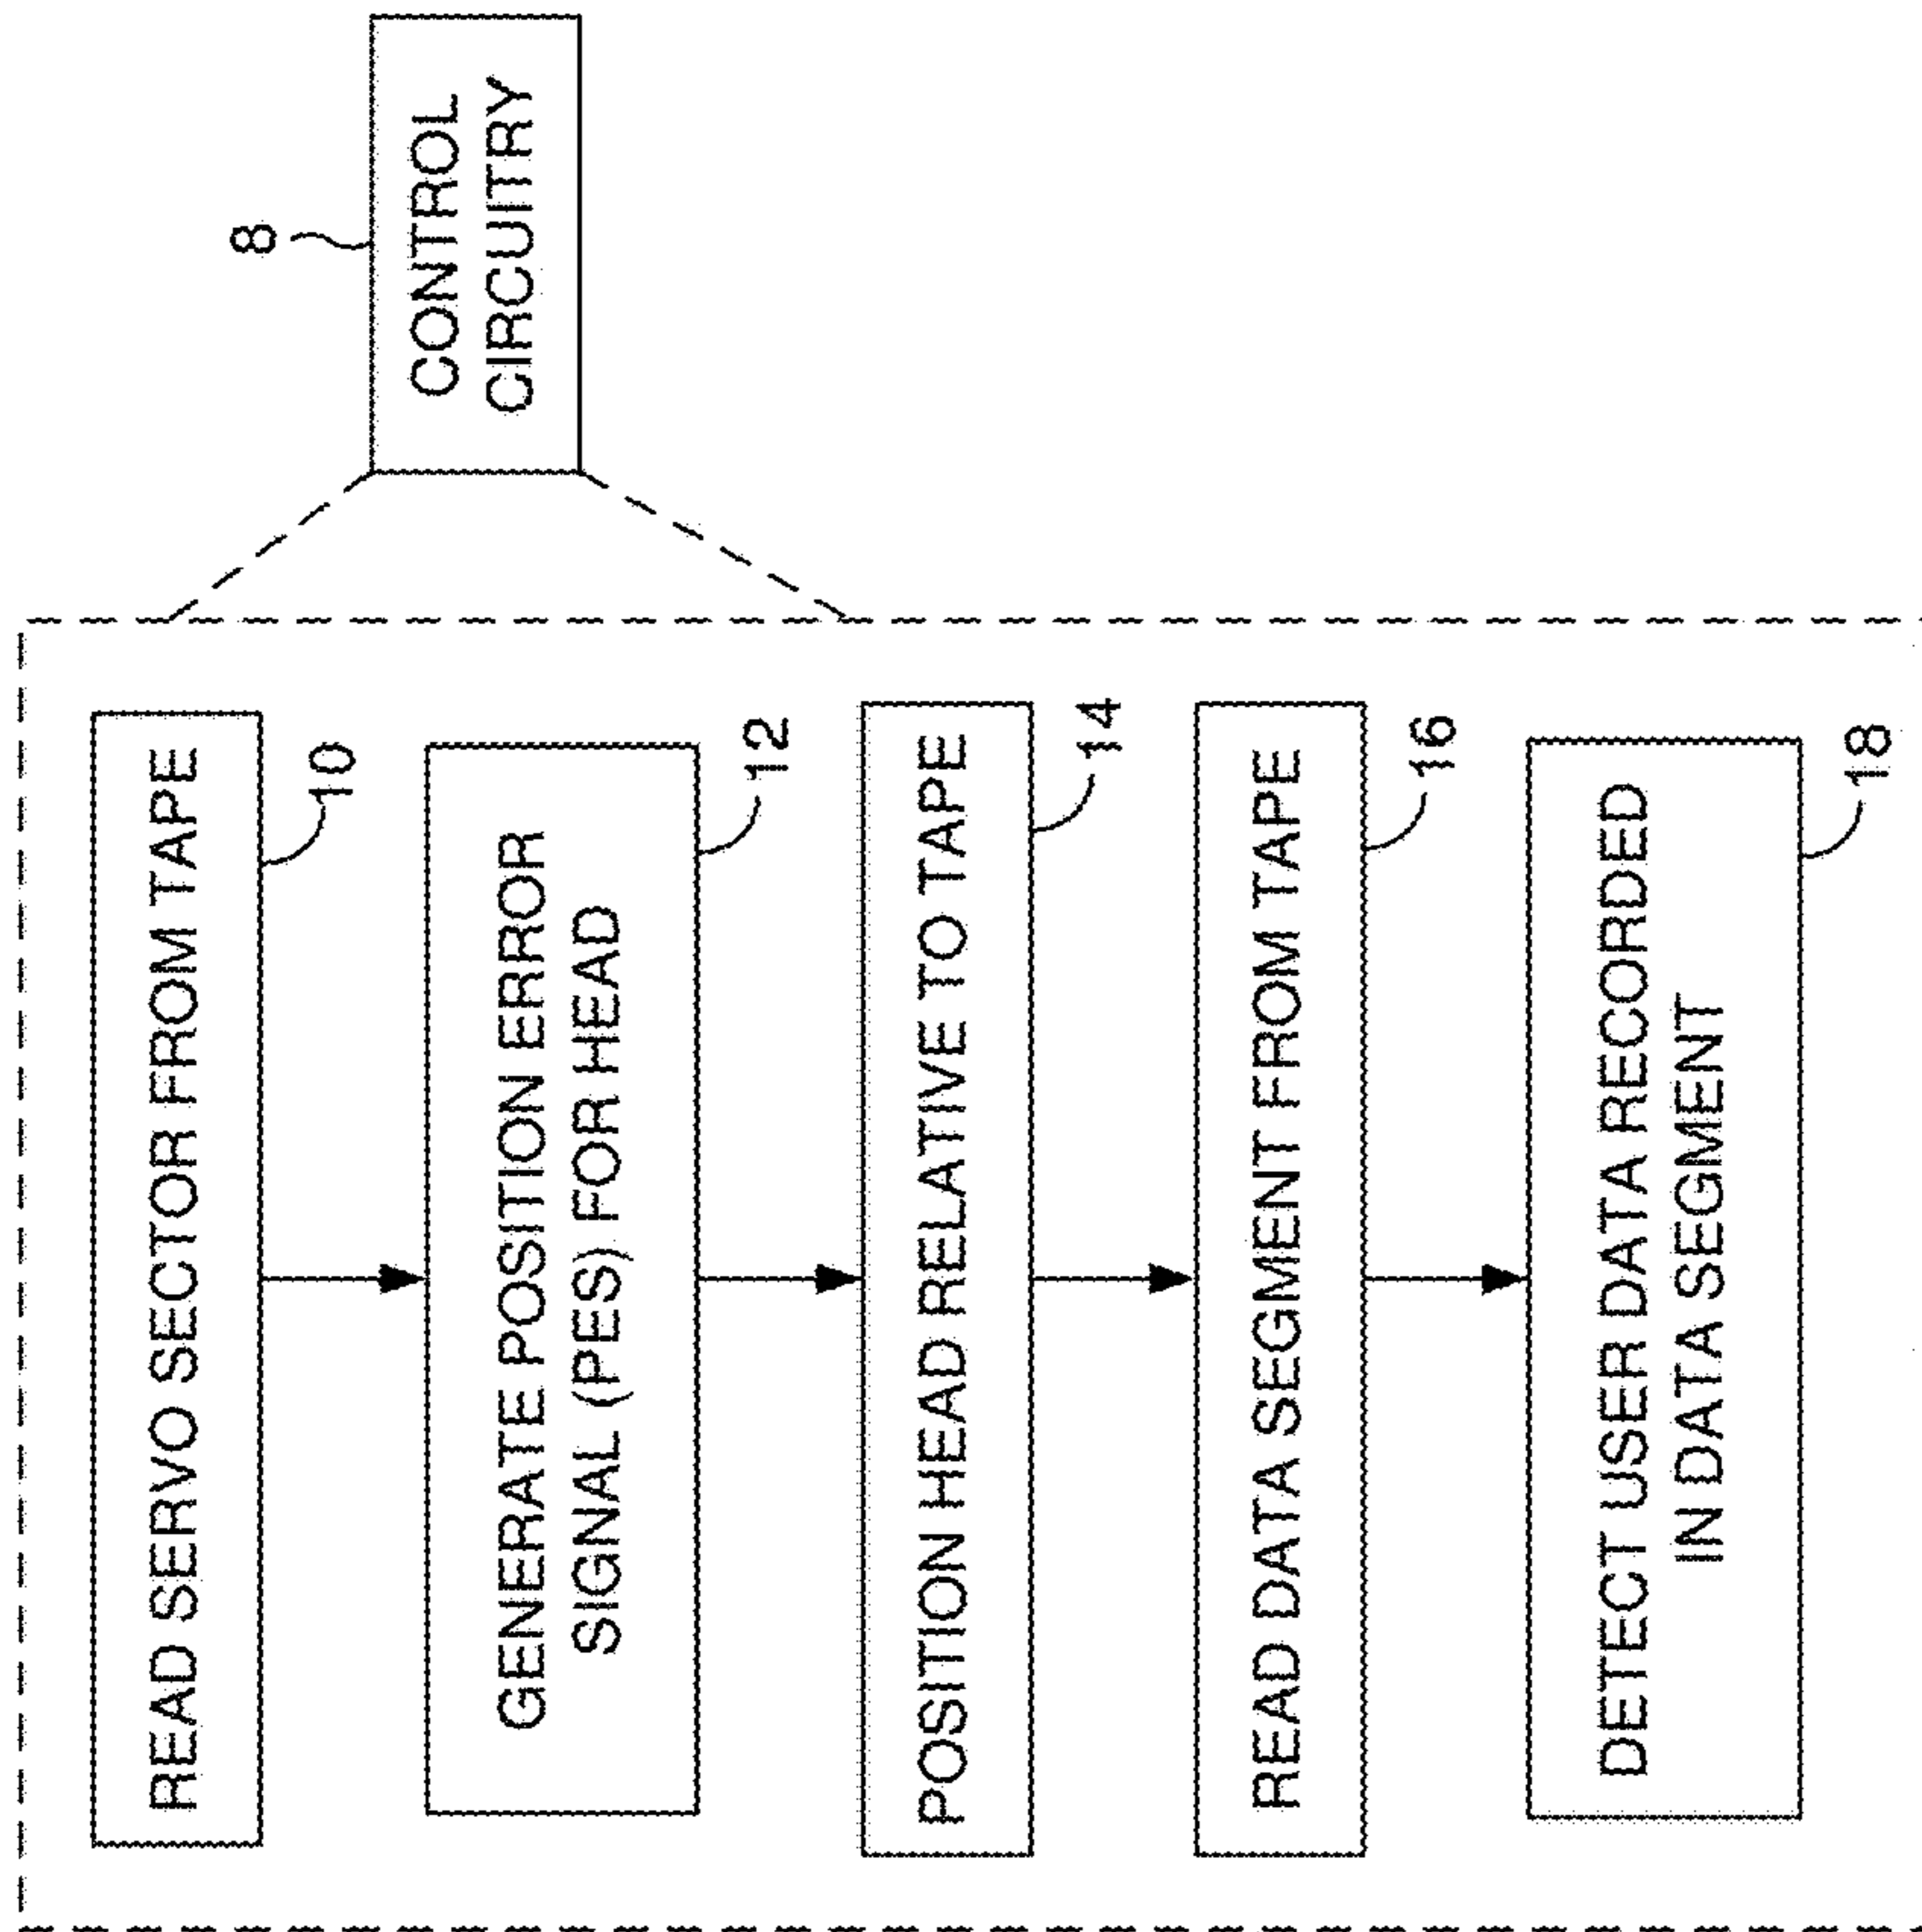 8
CONTROL
CIRCUITRY
READ SERVO SECTOR FROM TAPE
10
GENERATE POSITION ERROR
SIGNAL (PES) FOR HEAD
12
POSITION HEAD RELATIVE TO TAPE
14
READ DATA SEGMENT FROM TAPE
16
DETECT USER DATA RECORDED
IN DATA SEGMENT
18